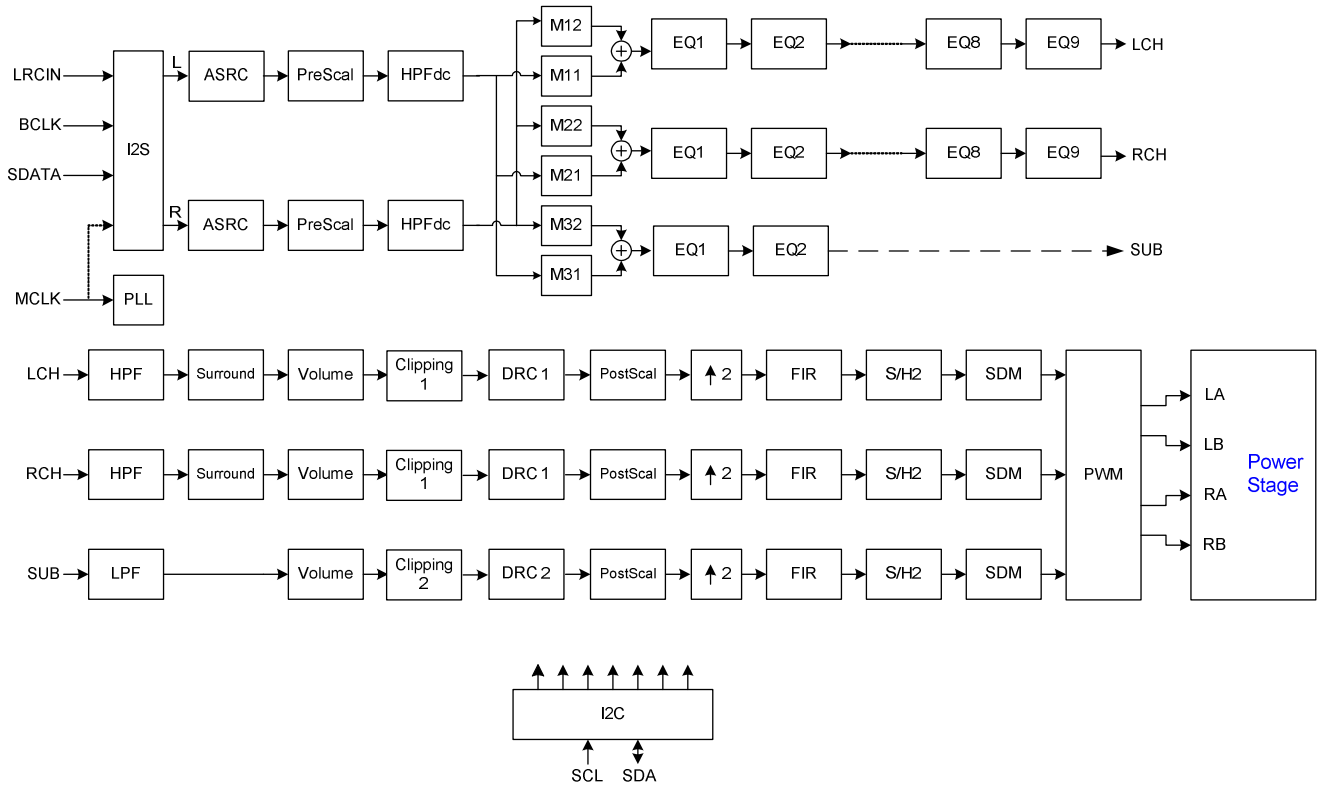 M12
LRCIN
L
ASRC
PreScal
HPFdc
M11
EQ1
EQ2
EQ8
EQ9
LCH
BCLK
I2S
M22
SDATA
M21
EQ1
EQ2
EQ8
EQ9
RCH
R
ASRC
PreScal
HPFdc
M32
EQ1
EQ2
SUB
M31
MCLK
PLL
LCH
HPF
Surround
Volume
Clipping
1
DRC 1
PostScal
2
FIR
S/H2
SDM
RCH
HPF
Surround
Volume
Clipping
1
DRC 1
PostScal
2
FIR
S/H2
SDM
SUB
LPF
Volume
Clipping
2
DRC 2
PostScal
2
FIR
S/H2
SDM
PWM
LA
LB
RA
RB
Power
Stage
I2C
SCL
SDA